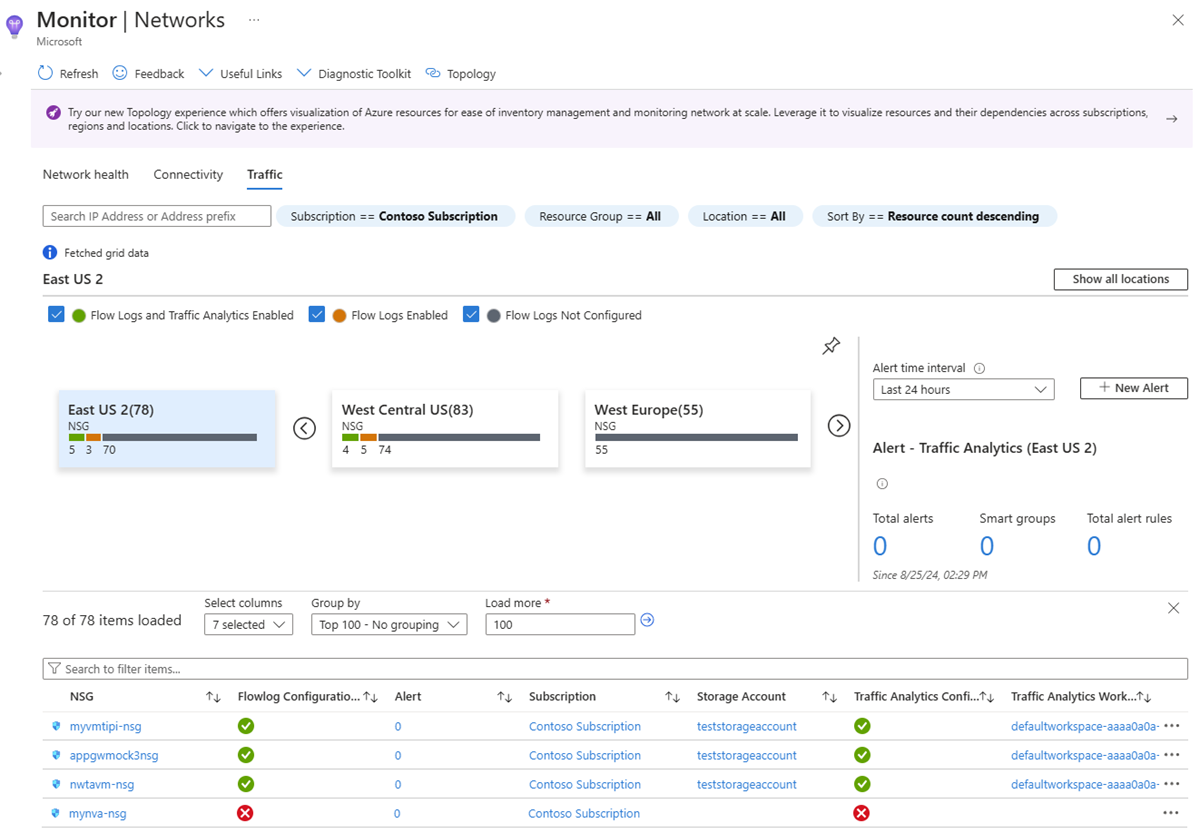 Monitor | Networks ...
Microsoft
Refresh Feedback Useful Links Diagnostic Toolkit Topology
Try our new Topology experience which offers visualization of Azure resources for ease of inventory management and monitoring network at scale. Leverage it to visualize resources and their dependencies across subscriptions,
regions and locations. Click to navigate to the experience.
Network health Connectivity Traffic
Search IP Address or Address prefix Subscription == Contoso Subscription Resource Group == All Location == All Sort By == Resource count descending
Fetched grid data
East US 2 Show all locations
Flow Logs and Traffic Analytics Enabled Flow Logs Enabled Flow Logs Not Configured
Alert time interval
Last 24 hours + New Alert
East US 2(78) West Central US(83) West Europe(55)
NSG NSG NSG
5 3 70 4 5 74 55
Alert - Traffic Analytics (East US 2)
Total alerts Smart groups Total alert rules
0 0 0
Since 8/25/24, 02:29 PM
Select columns Group by Load more *
78 of 78 items loaded 7 selected Top 100 - No grouping 100
Search to filter items...
NSG Flowlog Configuratio... Alert Subscription Storage Account Traffic Analytics Confi... Traffic Analytics Work...
myvmtipi-nsg 0 Contoso Subscription teststorageaccount defaultworkspace-aaaa0a0a- ...
appgwmock3nsg 0 Contoso Subscription teststorageaccount defaultworkspace-aaaa0a0a- ...
nwtavm-nsg 0 Contoso Subscription teststorageaccount defaultworkspace-aaaa0a0a- ...
mynva-nsg 0 Contoso Subscription ...